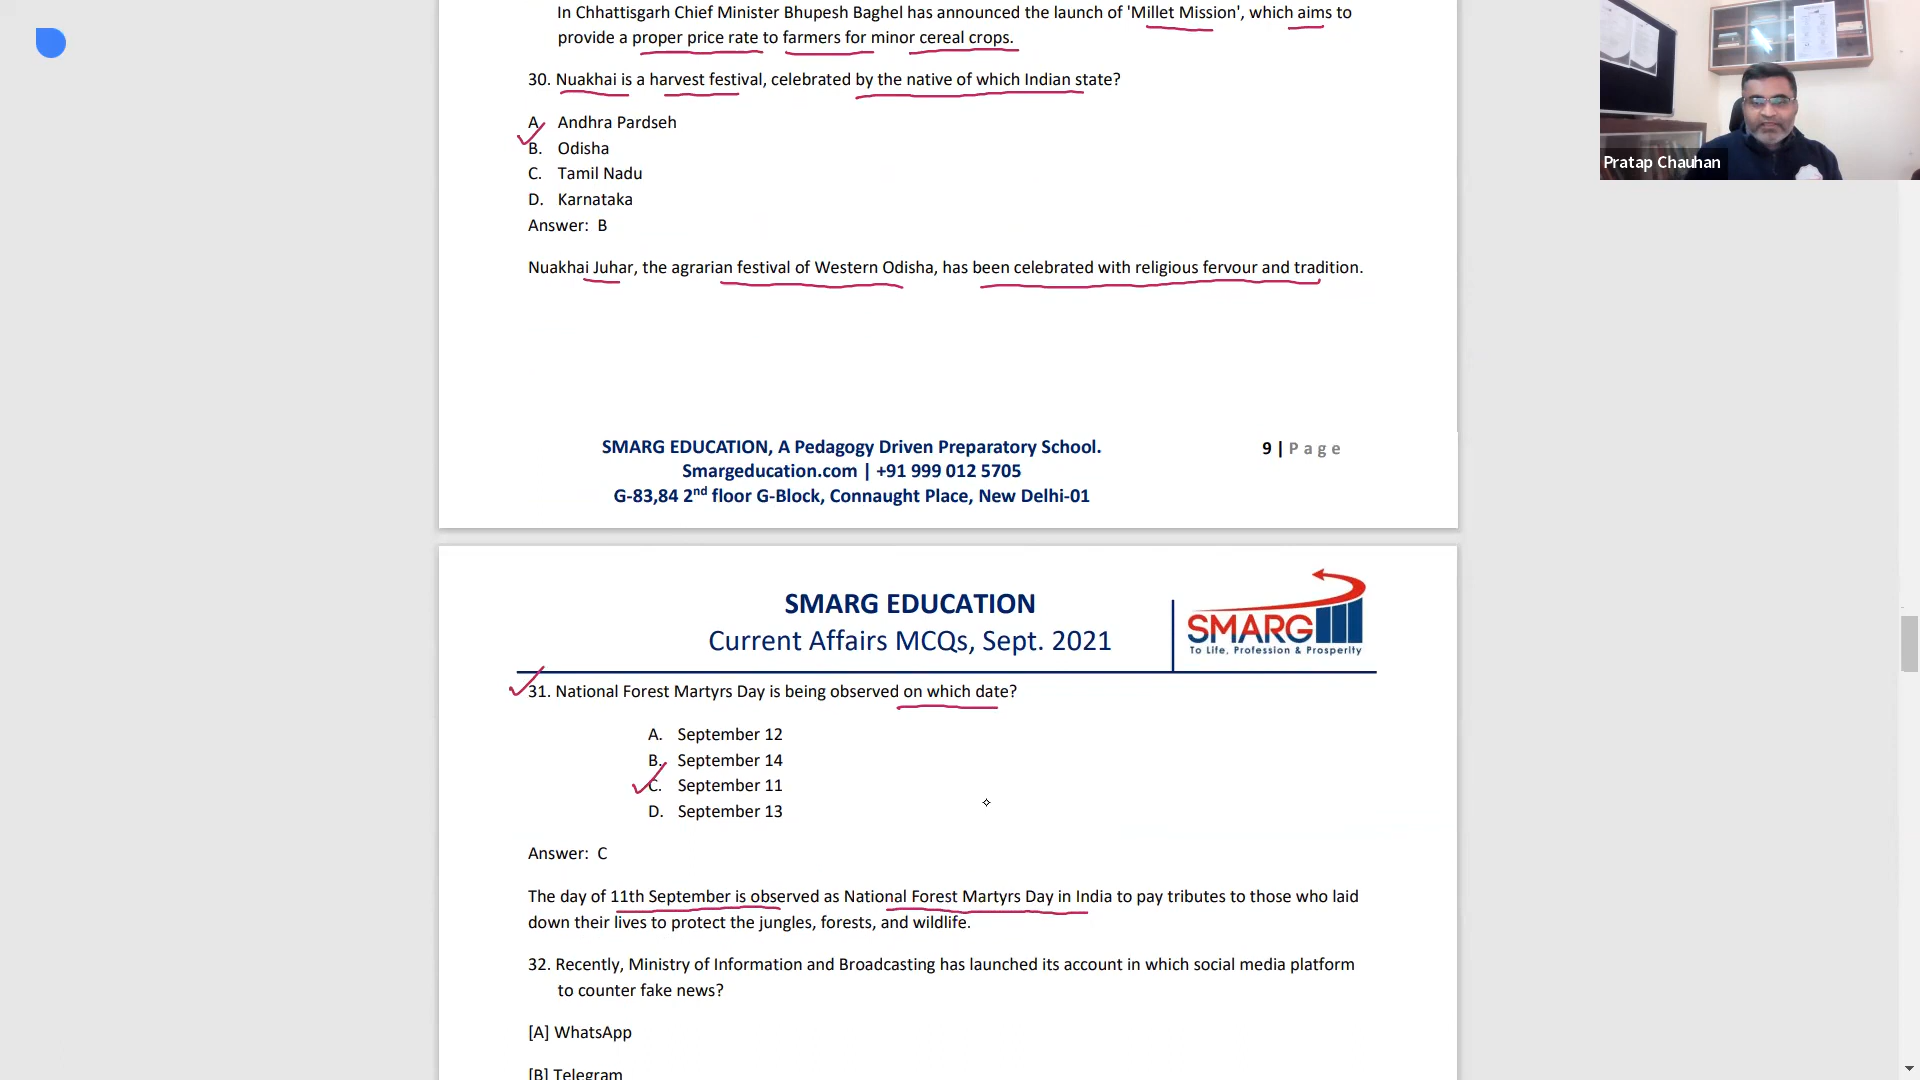 In Chhattisgarh Chief Minister Bhupesh Baghel has announced the launch of 'Millet Mission', which aims to
provide a proper price rate to farmers for minor cereal crops.
30. Nuakhai is a harvest festival, celebrated by the native of which Indian state?
A. Andhra Pardseh
B. Odisha
C. Tamil Nadu
D. Karnataka
Answer: B
Nuakhai Juhar, the agrarian festival of Western Odisha, has been celebrated with religious fervour and tradition.
SMARG EDUCATION, A Pedagogy Driven Preparatory School.
9 | Page
Smargeducation.com | +91 999 012 5705
G-83,84 2nd floor G-Block, Connaught Place, New Delhi-01
SMARG EDUCATION
Current Affairs MCQs, Sept. 2021
SMARG
To Life, Profession & Prosperity
31. National Forest Martyrs Day is being observed on which date?
A. September 12
B. September 14
C. September 11
D. September 13
Answer: C
The day of 11th September is observed as National Forest Martyrs Day in India to pay tributes to those who laid
down their lives to protect the jungles, forests, and wildlife.
32. Recently, Ministry of Information and Broadcasting has launched its account in which social media platform
to counter fake news?
[A] WhatsApp
[B] Telegram
Pratap Chauhan